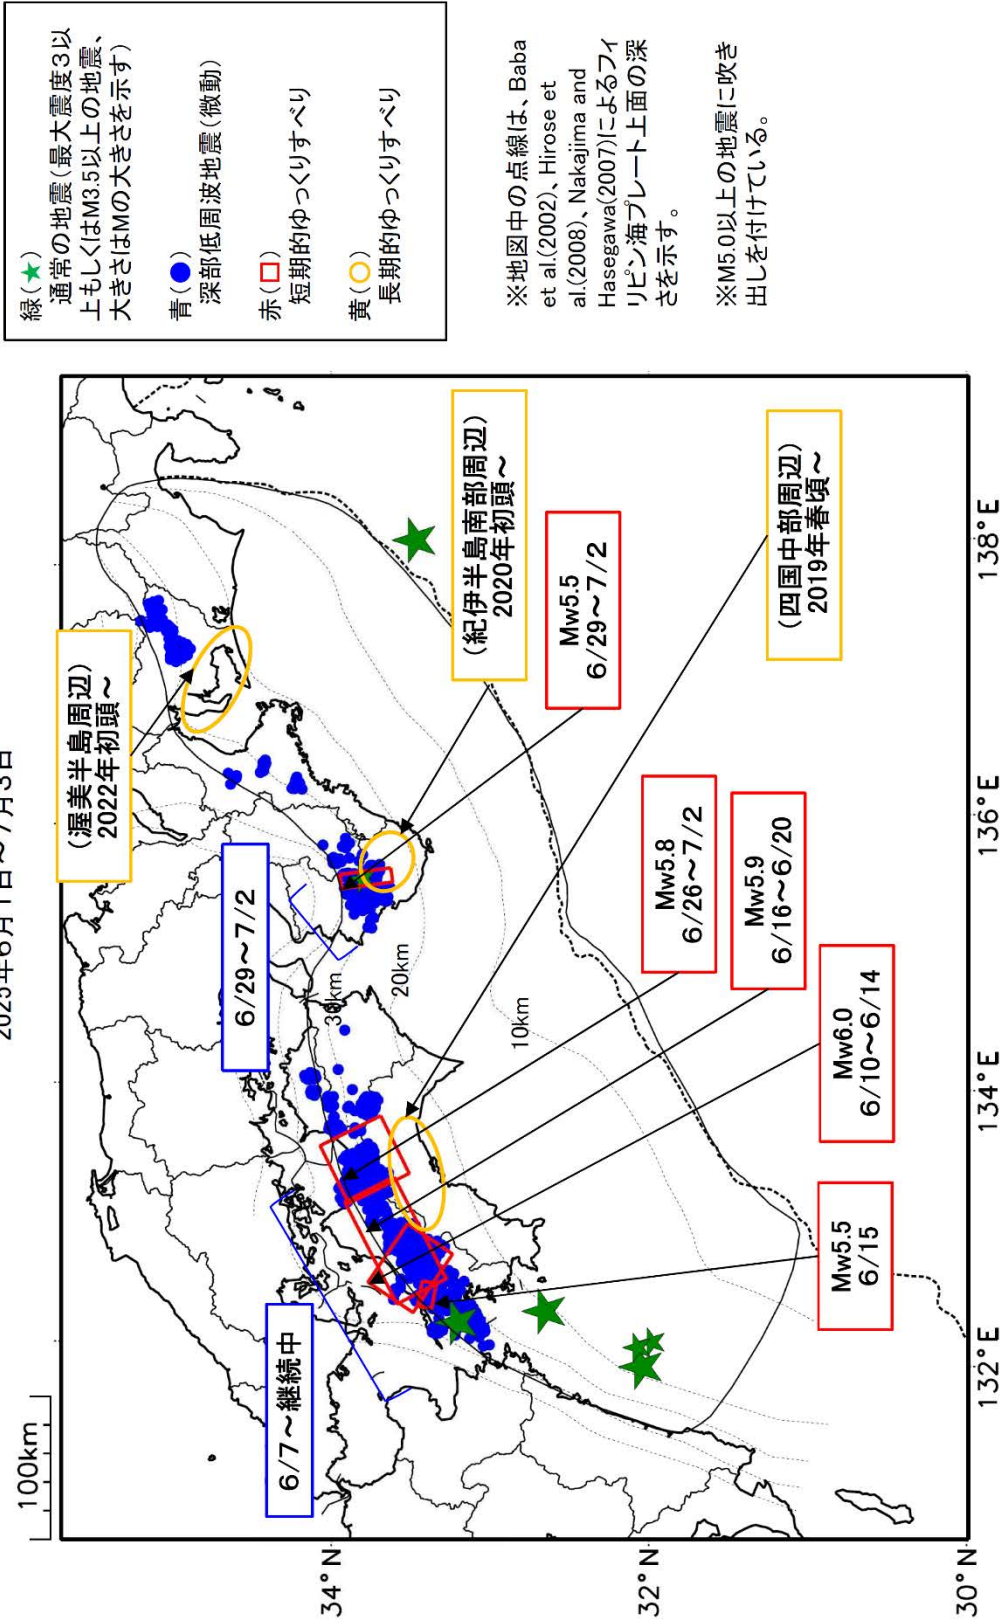 2025年6月1日～7月3日
100km
(渥美半島周辺)
2022年初頭～
6/29～7/2
6/7～継続中
30km
20km
10km
(紀伊半島南部周辺)
2020年初頭～
Mw5.5
6/29～7/2
(四国中部周辺)
2019年春頃～
Mw5.8
6/26～7/2
Mw5.9
6/16～6/20
Mw6.0
6/10～6/14
Mw5.5
6/15
34°N
32°N
30°N
132°E
134°E
136°E
138°E
緑(★)
通常の地震(最大震度3以
上もしくはM3.5以上の地震、
大きさはMの大きさを示す)
青(●)
深部低周波地震(微動)
赤(□)
短期的ゆっくりすべり
黄(○)
長期的ゆっくりすべり
※地図中の点線は、Baba
et al.(2002)、Hirose et
al.(2008)、Nakajima and
Hasegawa(2007)によるフィ
リピン海プレート上面の深
さを示す。
※M5.0以上の地震に吹き
出しを付けている。